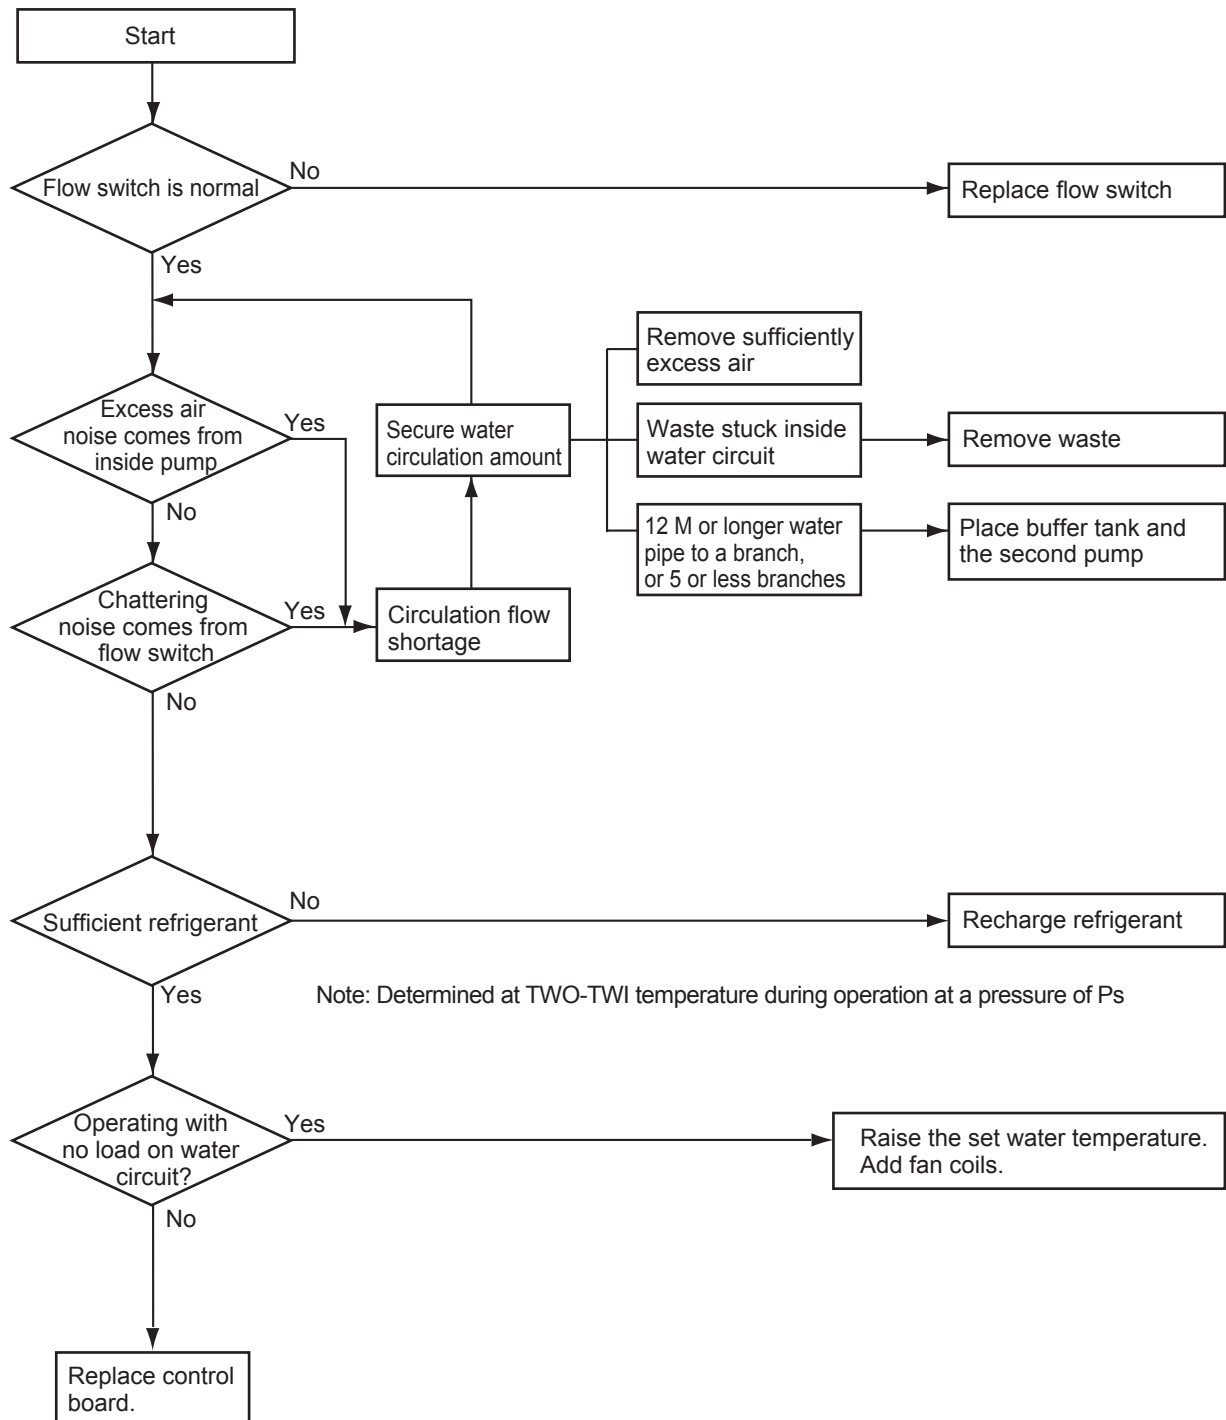 Start
Flow switch is normal
No
Replace flow switch
Yes
Remove sufficiently
excess air
Excess air
noise comes from
inside pump
Yes
Secure water
circulation amount
Waste stuck inside
water circuit
Remove waste
No
12 M or longer water
pipe to a branch,
or 5 or less branches
Place buffer tank and
the second pump
Chattering
noise comes from
flow switch
Yes
Circulation flow
shortage
No
Sufficient refrigerant
No
Recharge refrigerant
Yes
Note: Determined at TWO-TWI temperature during operation at a pressure of Ps
Operating with
no load on water
circuit?
Yes
Raise the set water temperature.
Add fan coils.
No
Replace control
board.